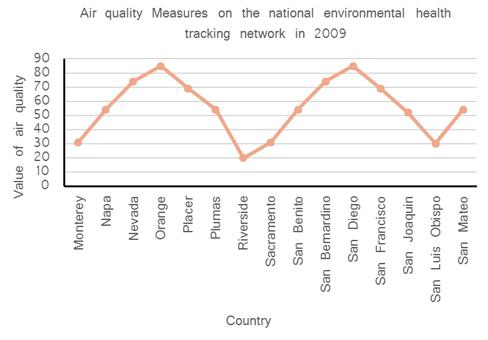 Air quality Measures on the national environmental health
tracking network in 2009
Value of air quality
90
80
70
60
50
40
30
20
10
0
Monterey
Napa
Nevada
Orange
Placer
Plumas
Riverside
Sacramento
San Benito
San Bernardino
San Diego
San Francisco
San Joaquin
San Luis Obispo
San Mateo
Country